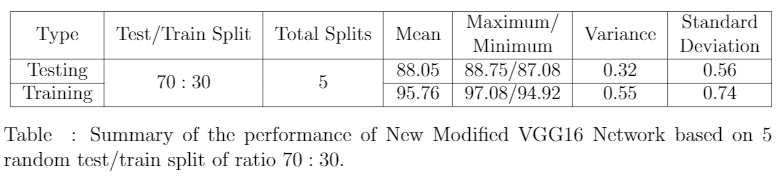 Type Test/Train Split Total Splits Mean Maximum/ Minimum Variance Standard Deviation
Testing 70 : 30 5 88.05 88.75/87.08 0.32 0.56
Training 95.76 97.08/94.92 0.55 0.74
Table : Summary of the performance of New Modified VGG16 Network based on 5
random test/train split of ratio 70 : 30.